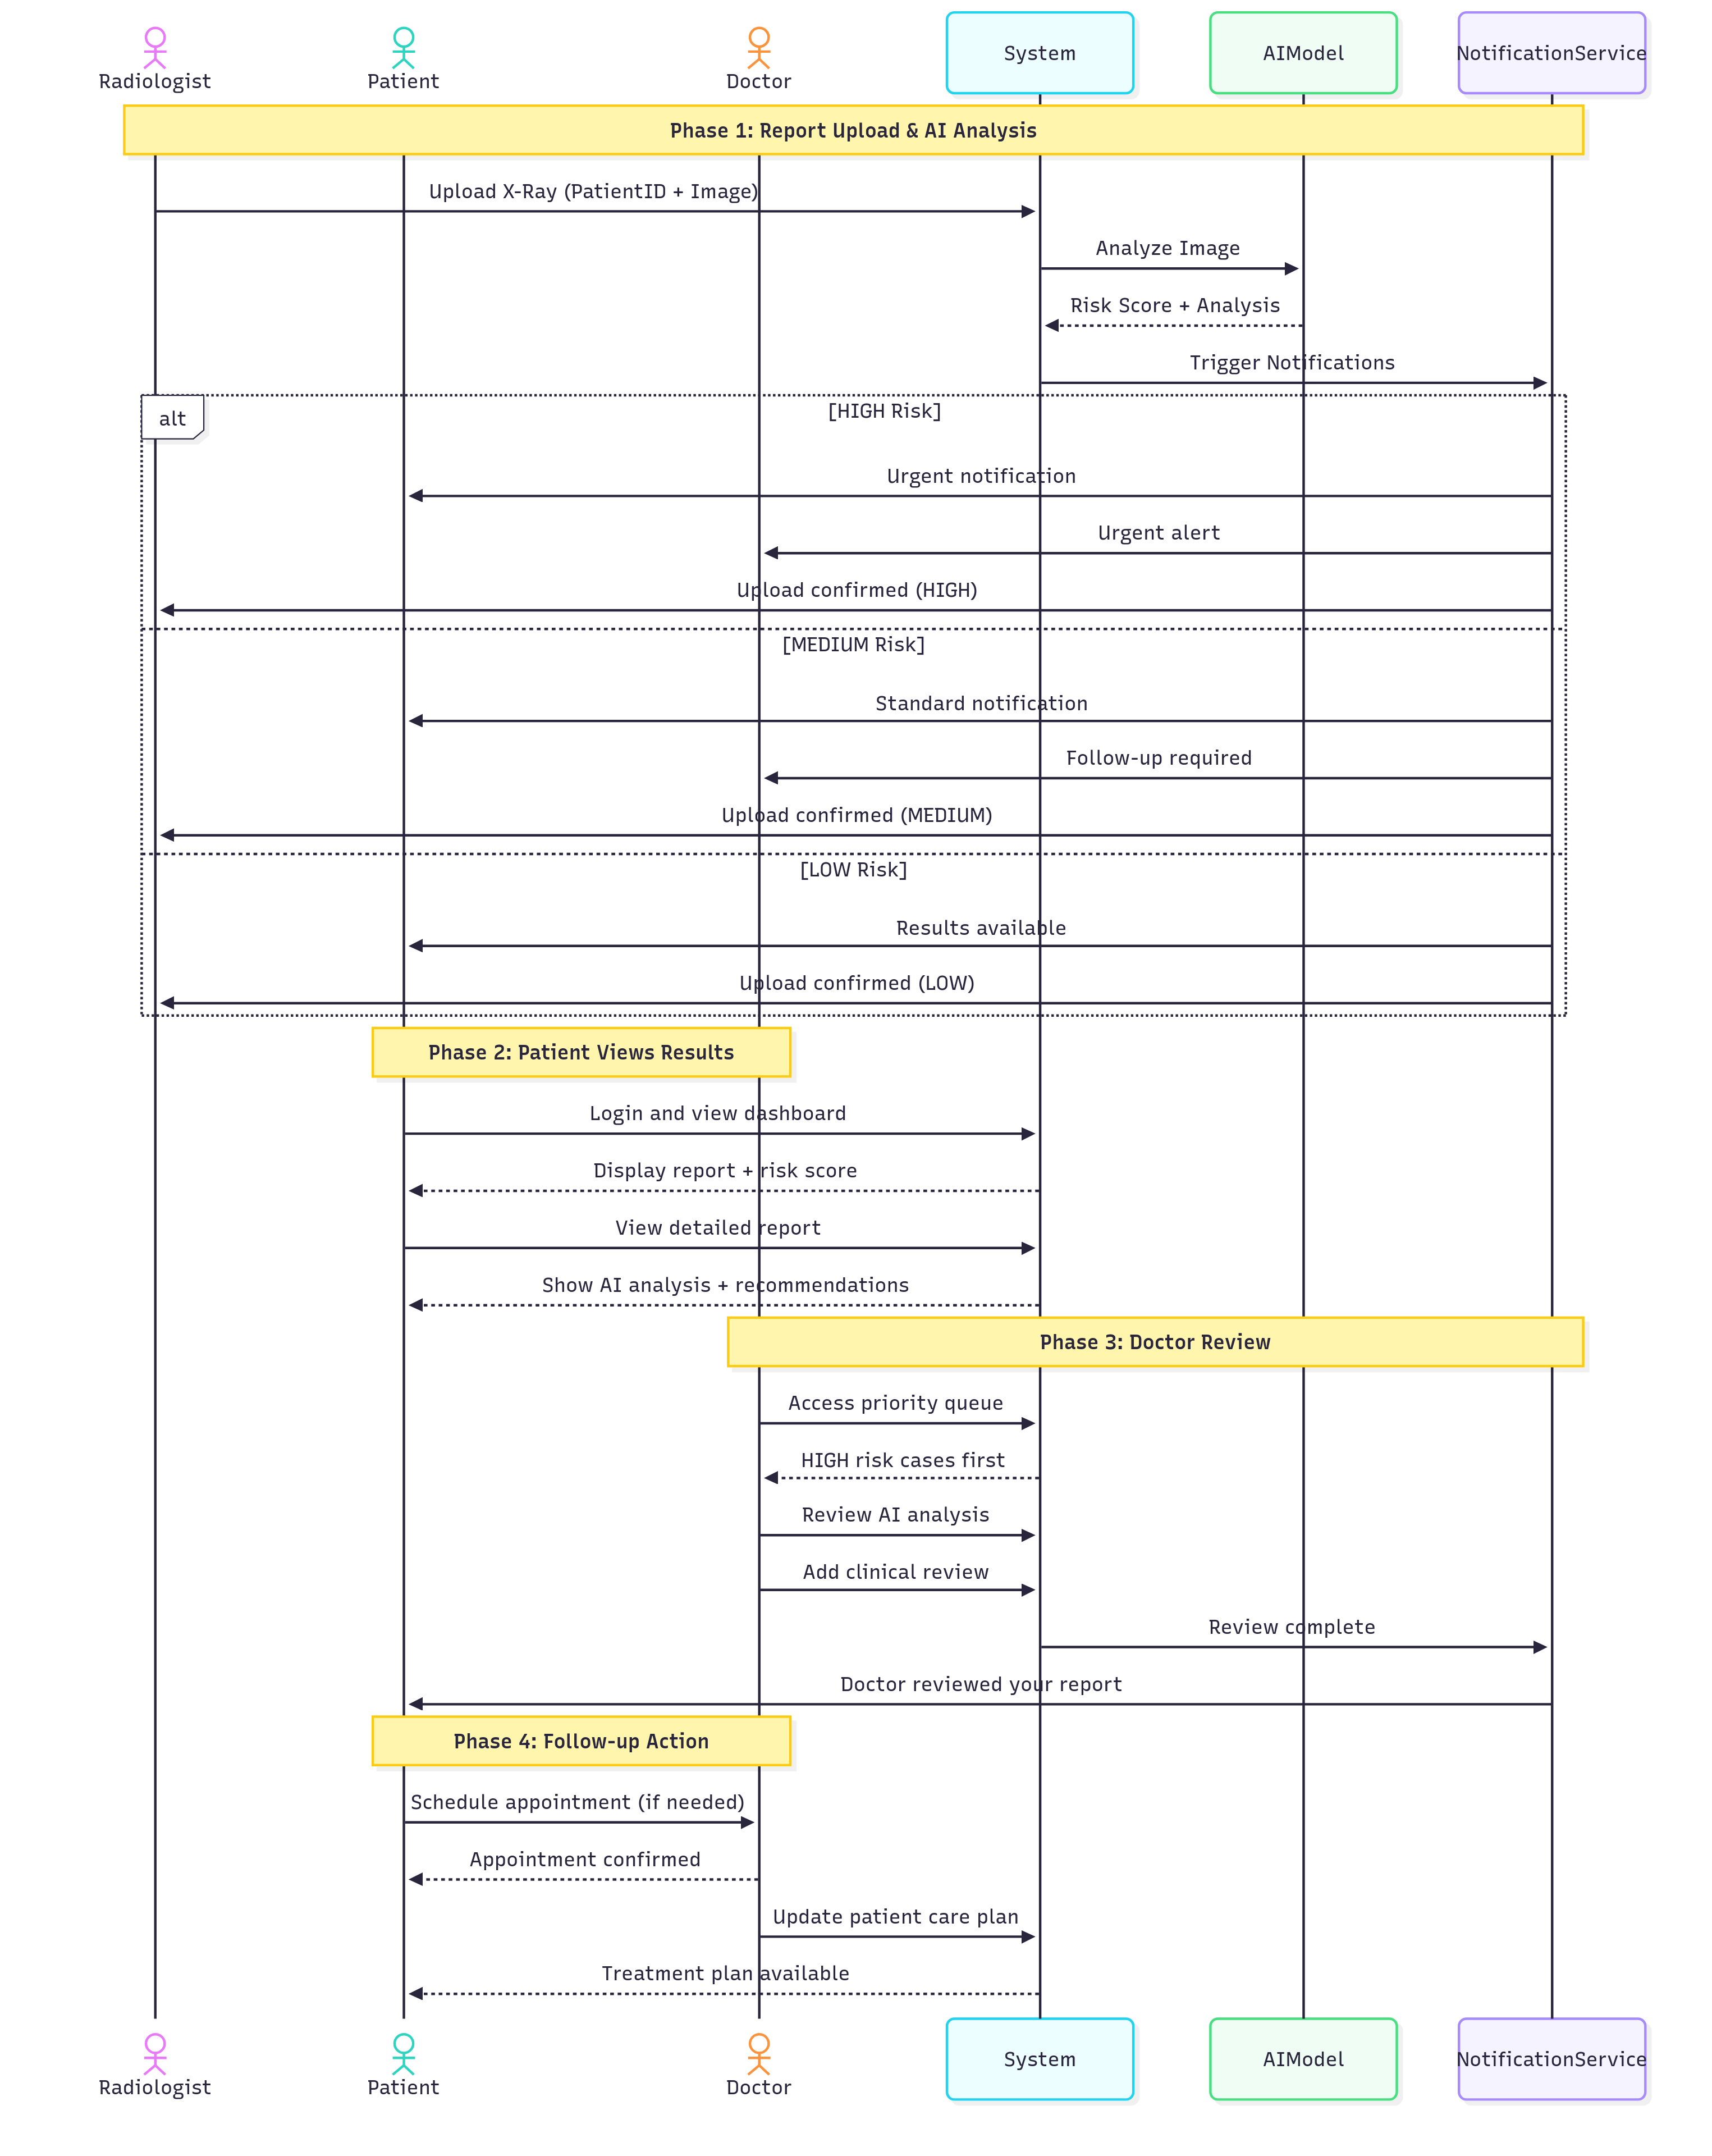 Radiologist
Patient
Doctor
System
AIModel
NotificationService
Phase 1: Report Upload & AI Analysis
Upload X-Ray (PatientID + Image)
Analyze Image
Risk Score + Analysis
Trigger Notifications
alt
[HIGH Risk]
Urgent notification
Urgent alert
Upload confirmed (HIGH)
[MEDIUM Risk]
Standard notification
Follow-up required
Upload confirmed (MEDIUM)
[LOW Risk]
Results available
Upload confirmed (LOW)
Phase 2: Patient Views Results
Login and view dashboard
Display report + risk score
View detailed report
Show AI analysis + recommendations
Phase 3: Doctor Review
Access priority queue
HIGH risk cases first
Review AI analysis
Add clinical review
Review complete
Doctor reviewed your report
Phase 4: Follow-up Action
Schedule appointment (if needed)
Appointment confirmed
Update patient care plan
Treatment plan available
Radiologist
Patient
Doctor
System
AIModel
NotificationService